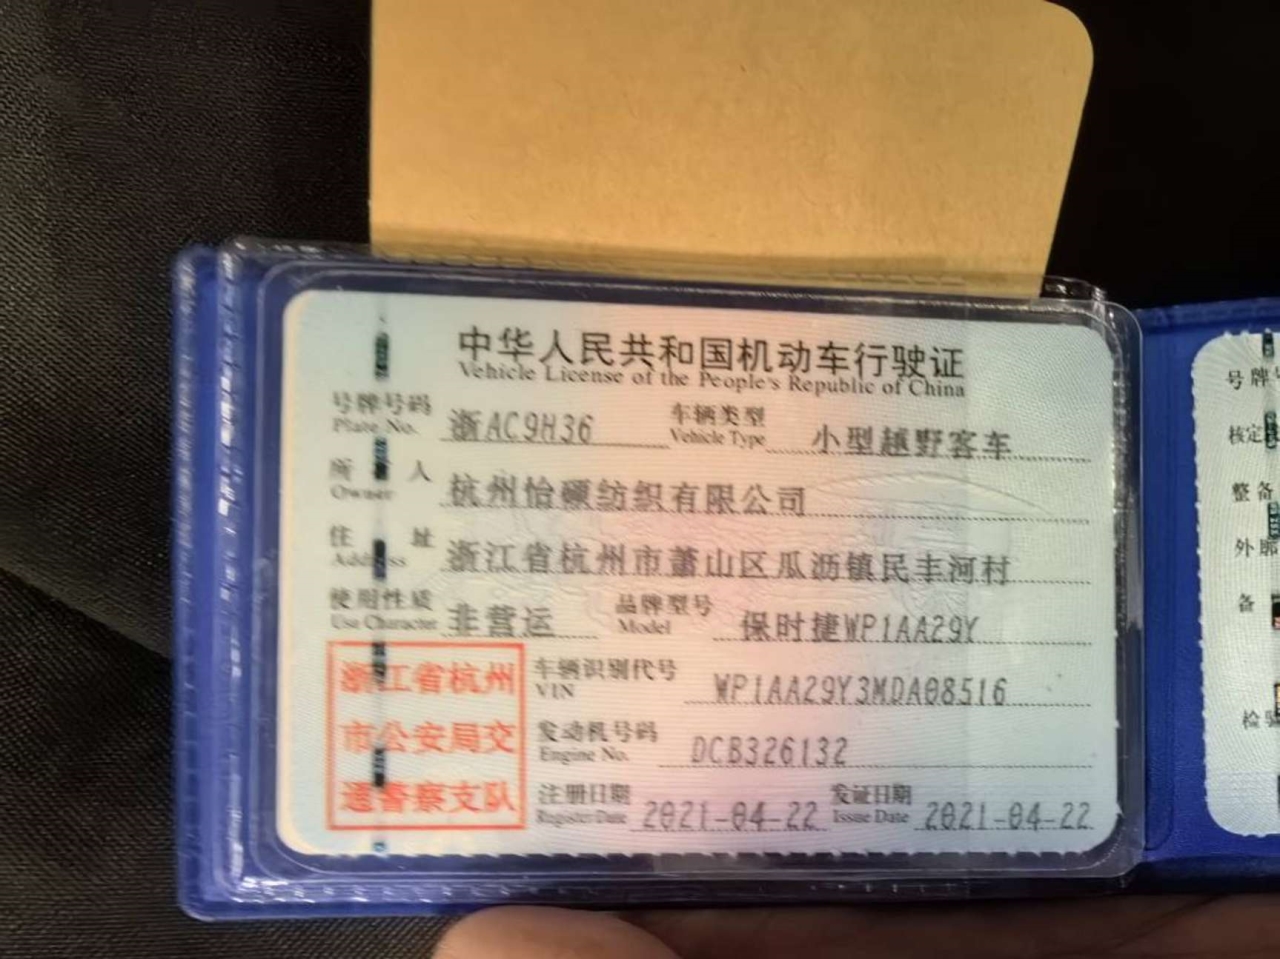 中华人民共和国机动车行驶证
Vehicle License of the People's Republic of China
号牌号码 浙AC9H36 车辆类型 小型越野客车
Plate No. Vehicle Type
所 人 杭州怡硕纺织有限公司
Owner
住 址 浙江省杭州市萧山区瓜沥镇民丰河村
Address
使用性质 非营运 品牌型号 保时捷WP1AA29Y
Use Character Model
浙江省杭州
市公安局交
通警察支队
车辆识别代号 WP1AA29Y3MDA08516
VIN
发动机号码 DCB326132
Engine No.
注册日期 2021-04-22 发证日期 2021-04-22
Register Date Issue Date
号牌
核定
整备
外廓
备
检验